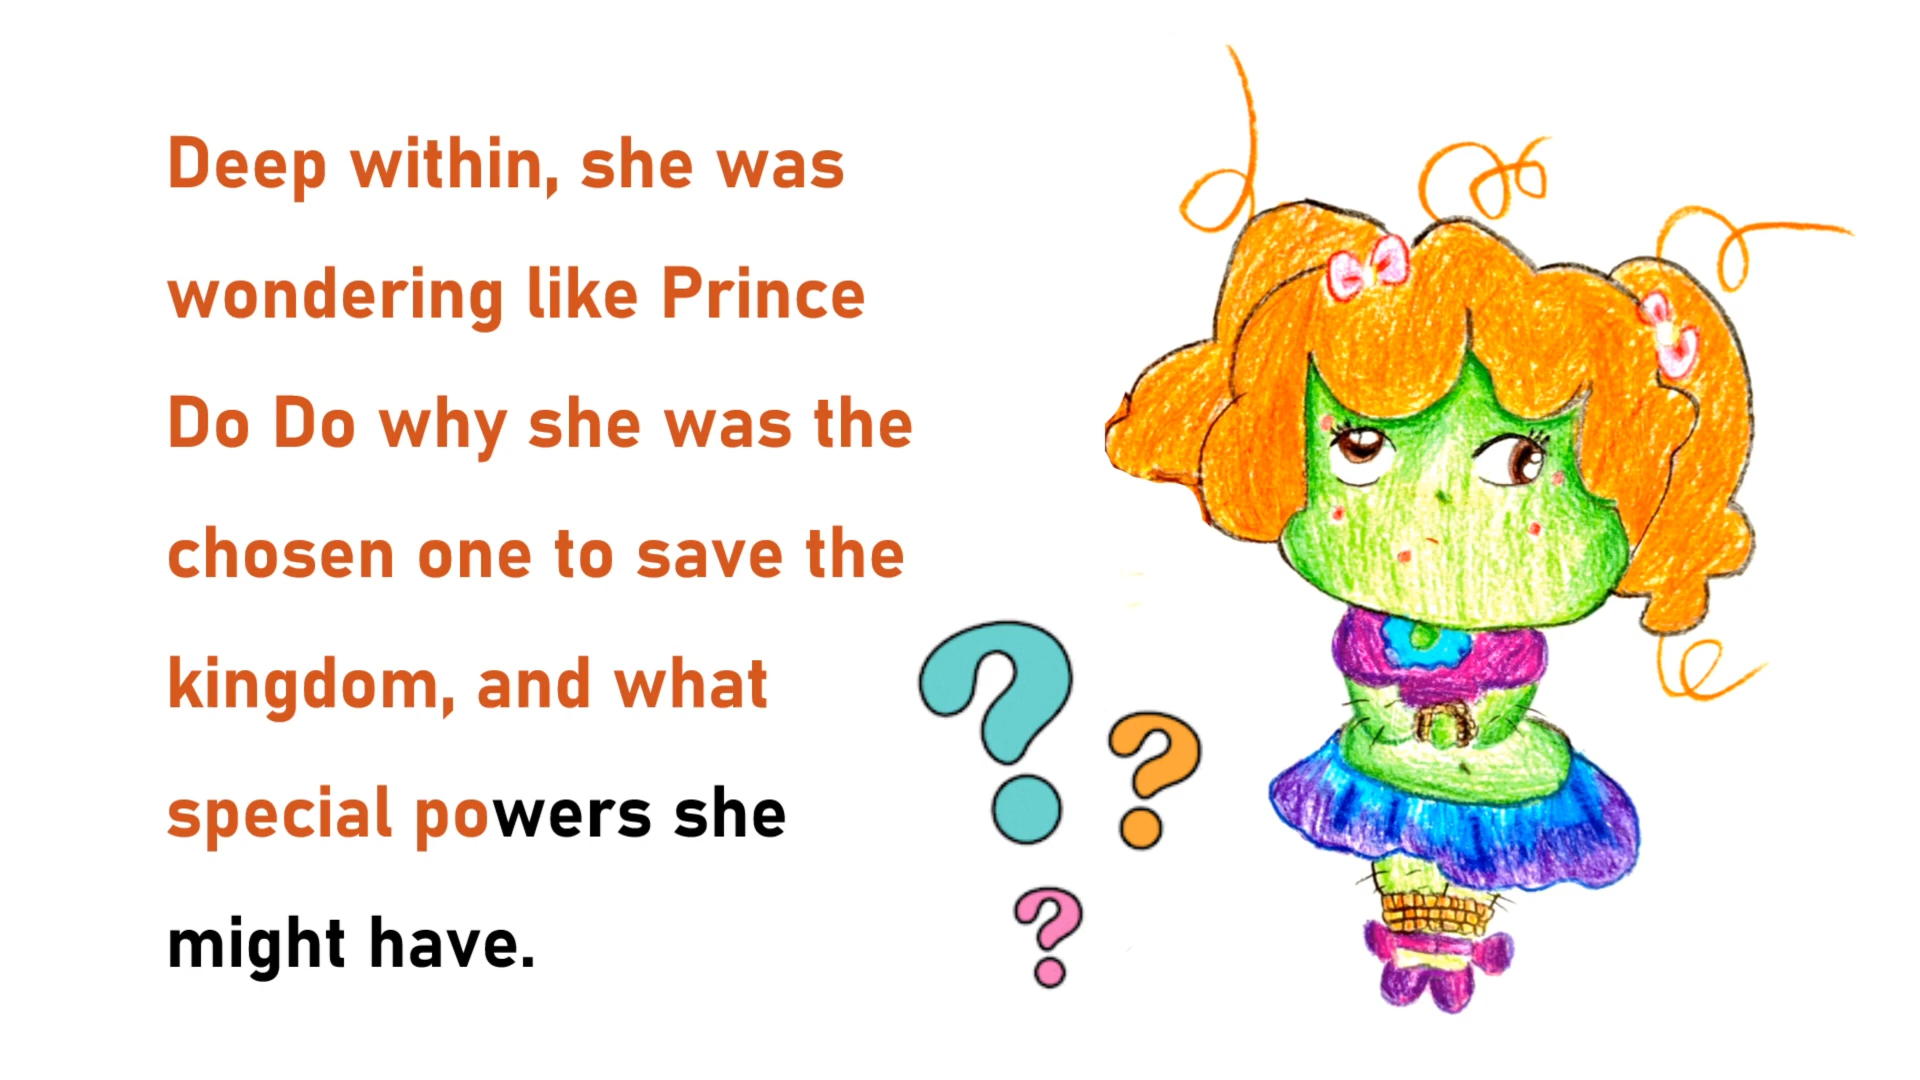 Deep within, she was
wondering like Prince
Do Do why she was the
chosen one to save the
kingdom, and what
special powers she
might have.
? ? ?